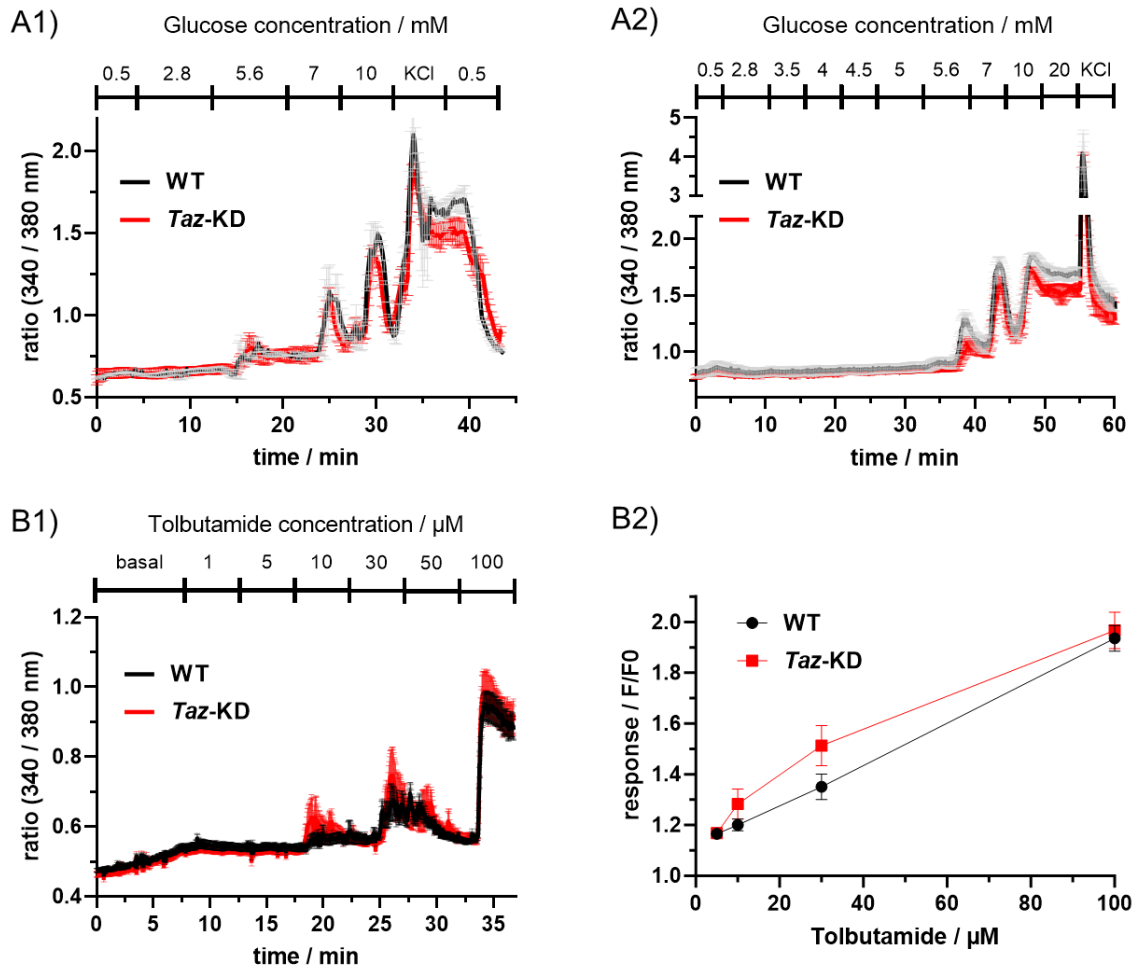 A1)
Glucose concentration / mM
0.5 2.8 5.6 7 10 KCl 0.5
ratio (340 / 380 nm)
2.0
1.5
1.0
0.5
WT
Taz-KD
0 10 20 30 40
time / min
A2)
Glucose concentration / mM
0.5 2.8 3.5 4 4.5 5 5.6 7 10 20 KCl
ratio (340 / 380 nm)
5
4
3
2.0
1.5
1.0
WT
Taz-KD
0 10 20 30 40 50 60
time / min
B1)
Tolbutamide concentration / µM
basal 1 5 10 30 50 100
ratio (340 / 380 nm)
1.2
1.0
0.8
0.6
0.4
WT
Taz-KD
0 5 10 15 20 25 30 35
time / min
B2)
response / F/F0
2.0
1.8
1.6
1.4
1.2
1.0
WT
Taz-KD
0 20 40 60 80 100
Tolbutamide / µM